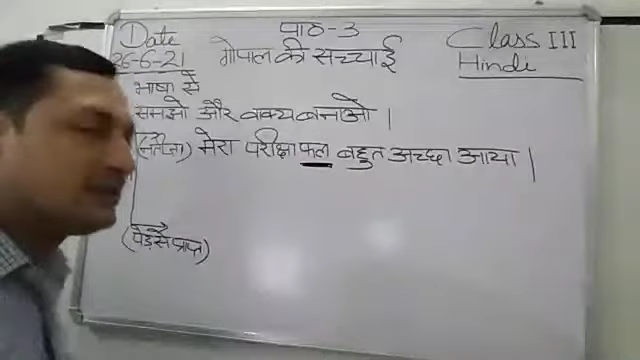 Date
26-6-21
पाठ-3
गोपाल की सच्चाई
Class III
Hindi
भाषा से
समझो और वाक्य बनाओ |
(नतीजा) मेरा परीक्षा फल बहुत अच्छा आया |
(पेड़ से प्राप्त)